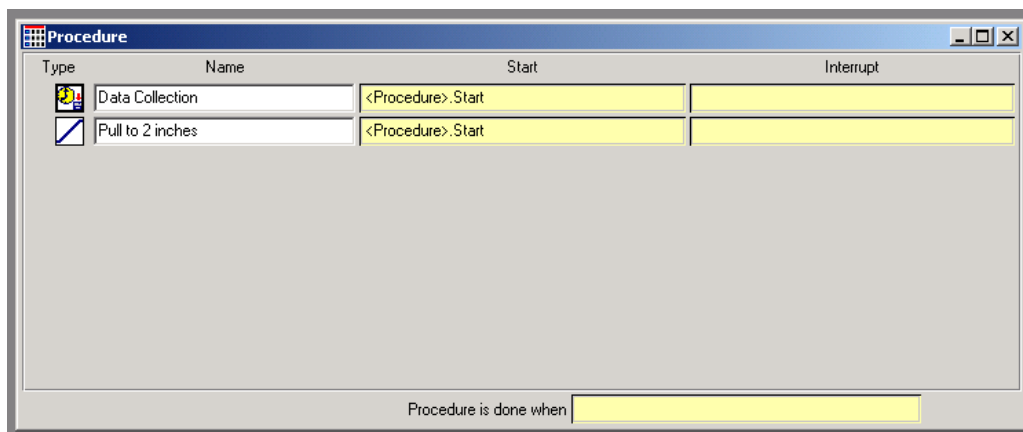 Procedure
Type Name Start Interrupt
Data Collection <Procedure>.Start
Pull to 2 inches <Procedure>.Start
Procedure is done when